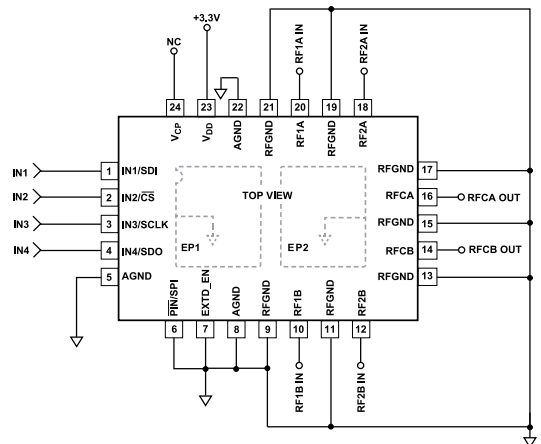 +3.3V
NC
RF1A IN
RF2A IN
24 23 22 21 20 19 18
VCP VDD AGND RFGND RF1A RFGND RF2A
IN1 1 IN1/SDI
IN2 2 IN2/C̅S̅
IN3 3 IN3/SCLK
IN4 4 IN4/SDO
5 AGND
TOP VIEW
EP1
EP2
RFGND 17
RFCA 16 RFCA OUT
RFGND 15
RFCB 14 RFCB OUT
RFGND 13
P̅I̅N̅/SPI EXTD_EN AGND RFGND RF1B RFGND RF2B
6 7 8 9 10 11 12
RF1B IN
RF2B IN